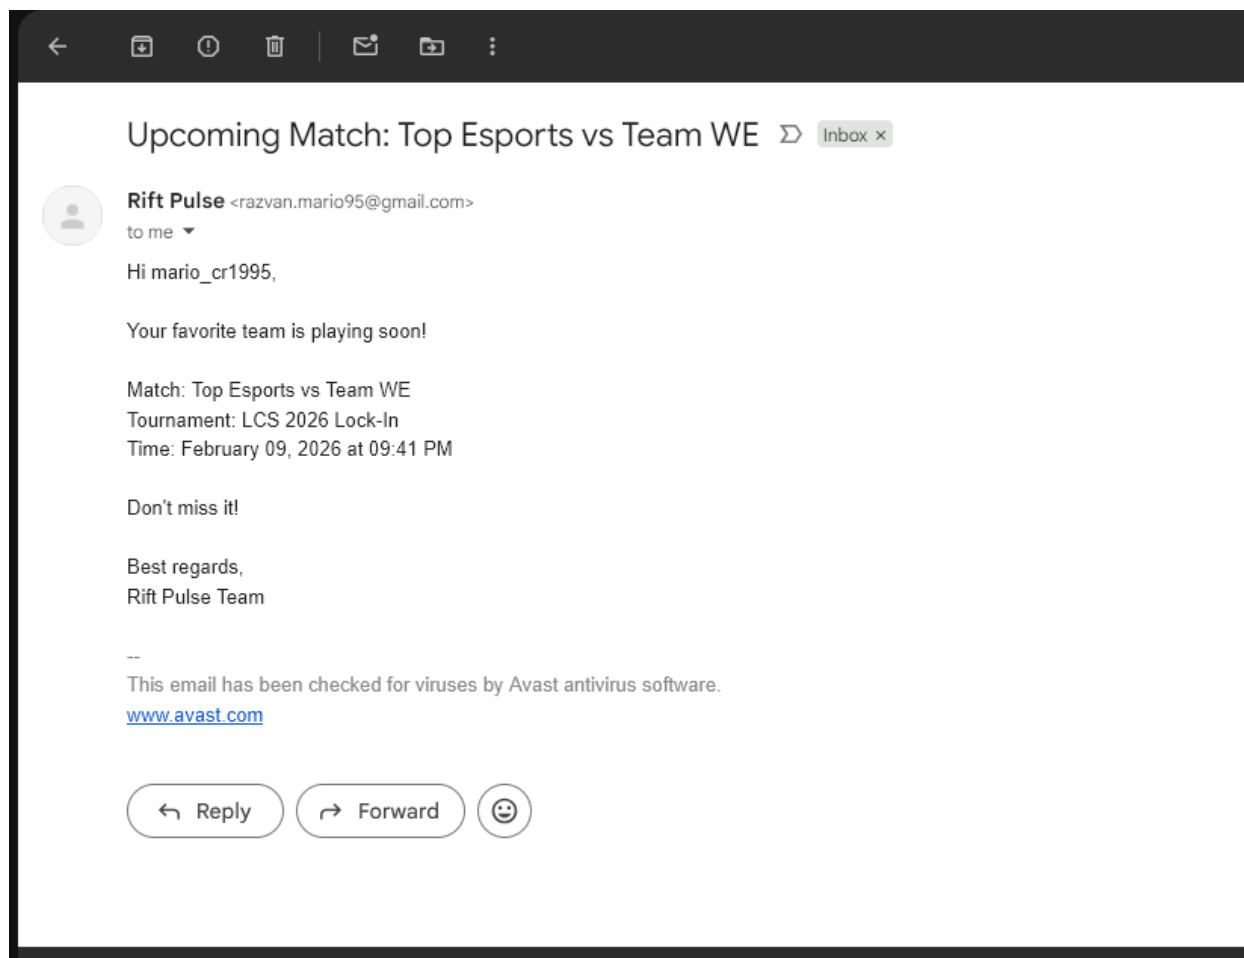 Upcoming Match: Top Esports vs Team WE Inbox ×
Rift Pulse <razvan.mario95@gmail.com>
to me
Hi mario_cr1995,
Your favorite team is playing soon!
Match: Top Esports vs Team WE
Tournament: LCS 2026 Lock-In
Time: February 09, 2026 at 09:41 PM
Don't miss it!
Best regards,
Rift Pulse Team
--
This email has been checked for viruses by Avast antivirus software.
www.avast.com
Reply Forward